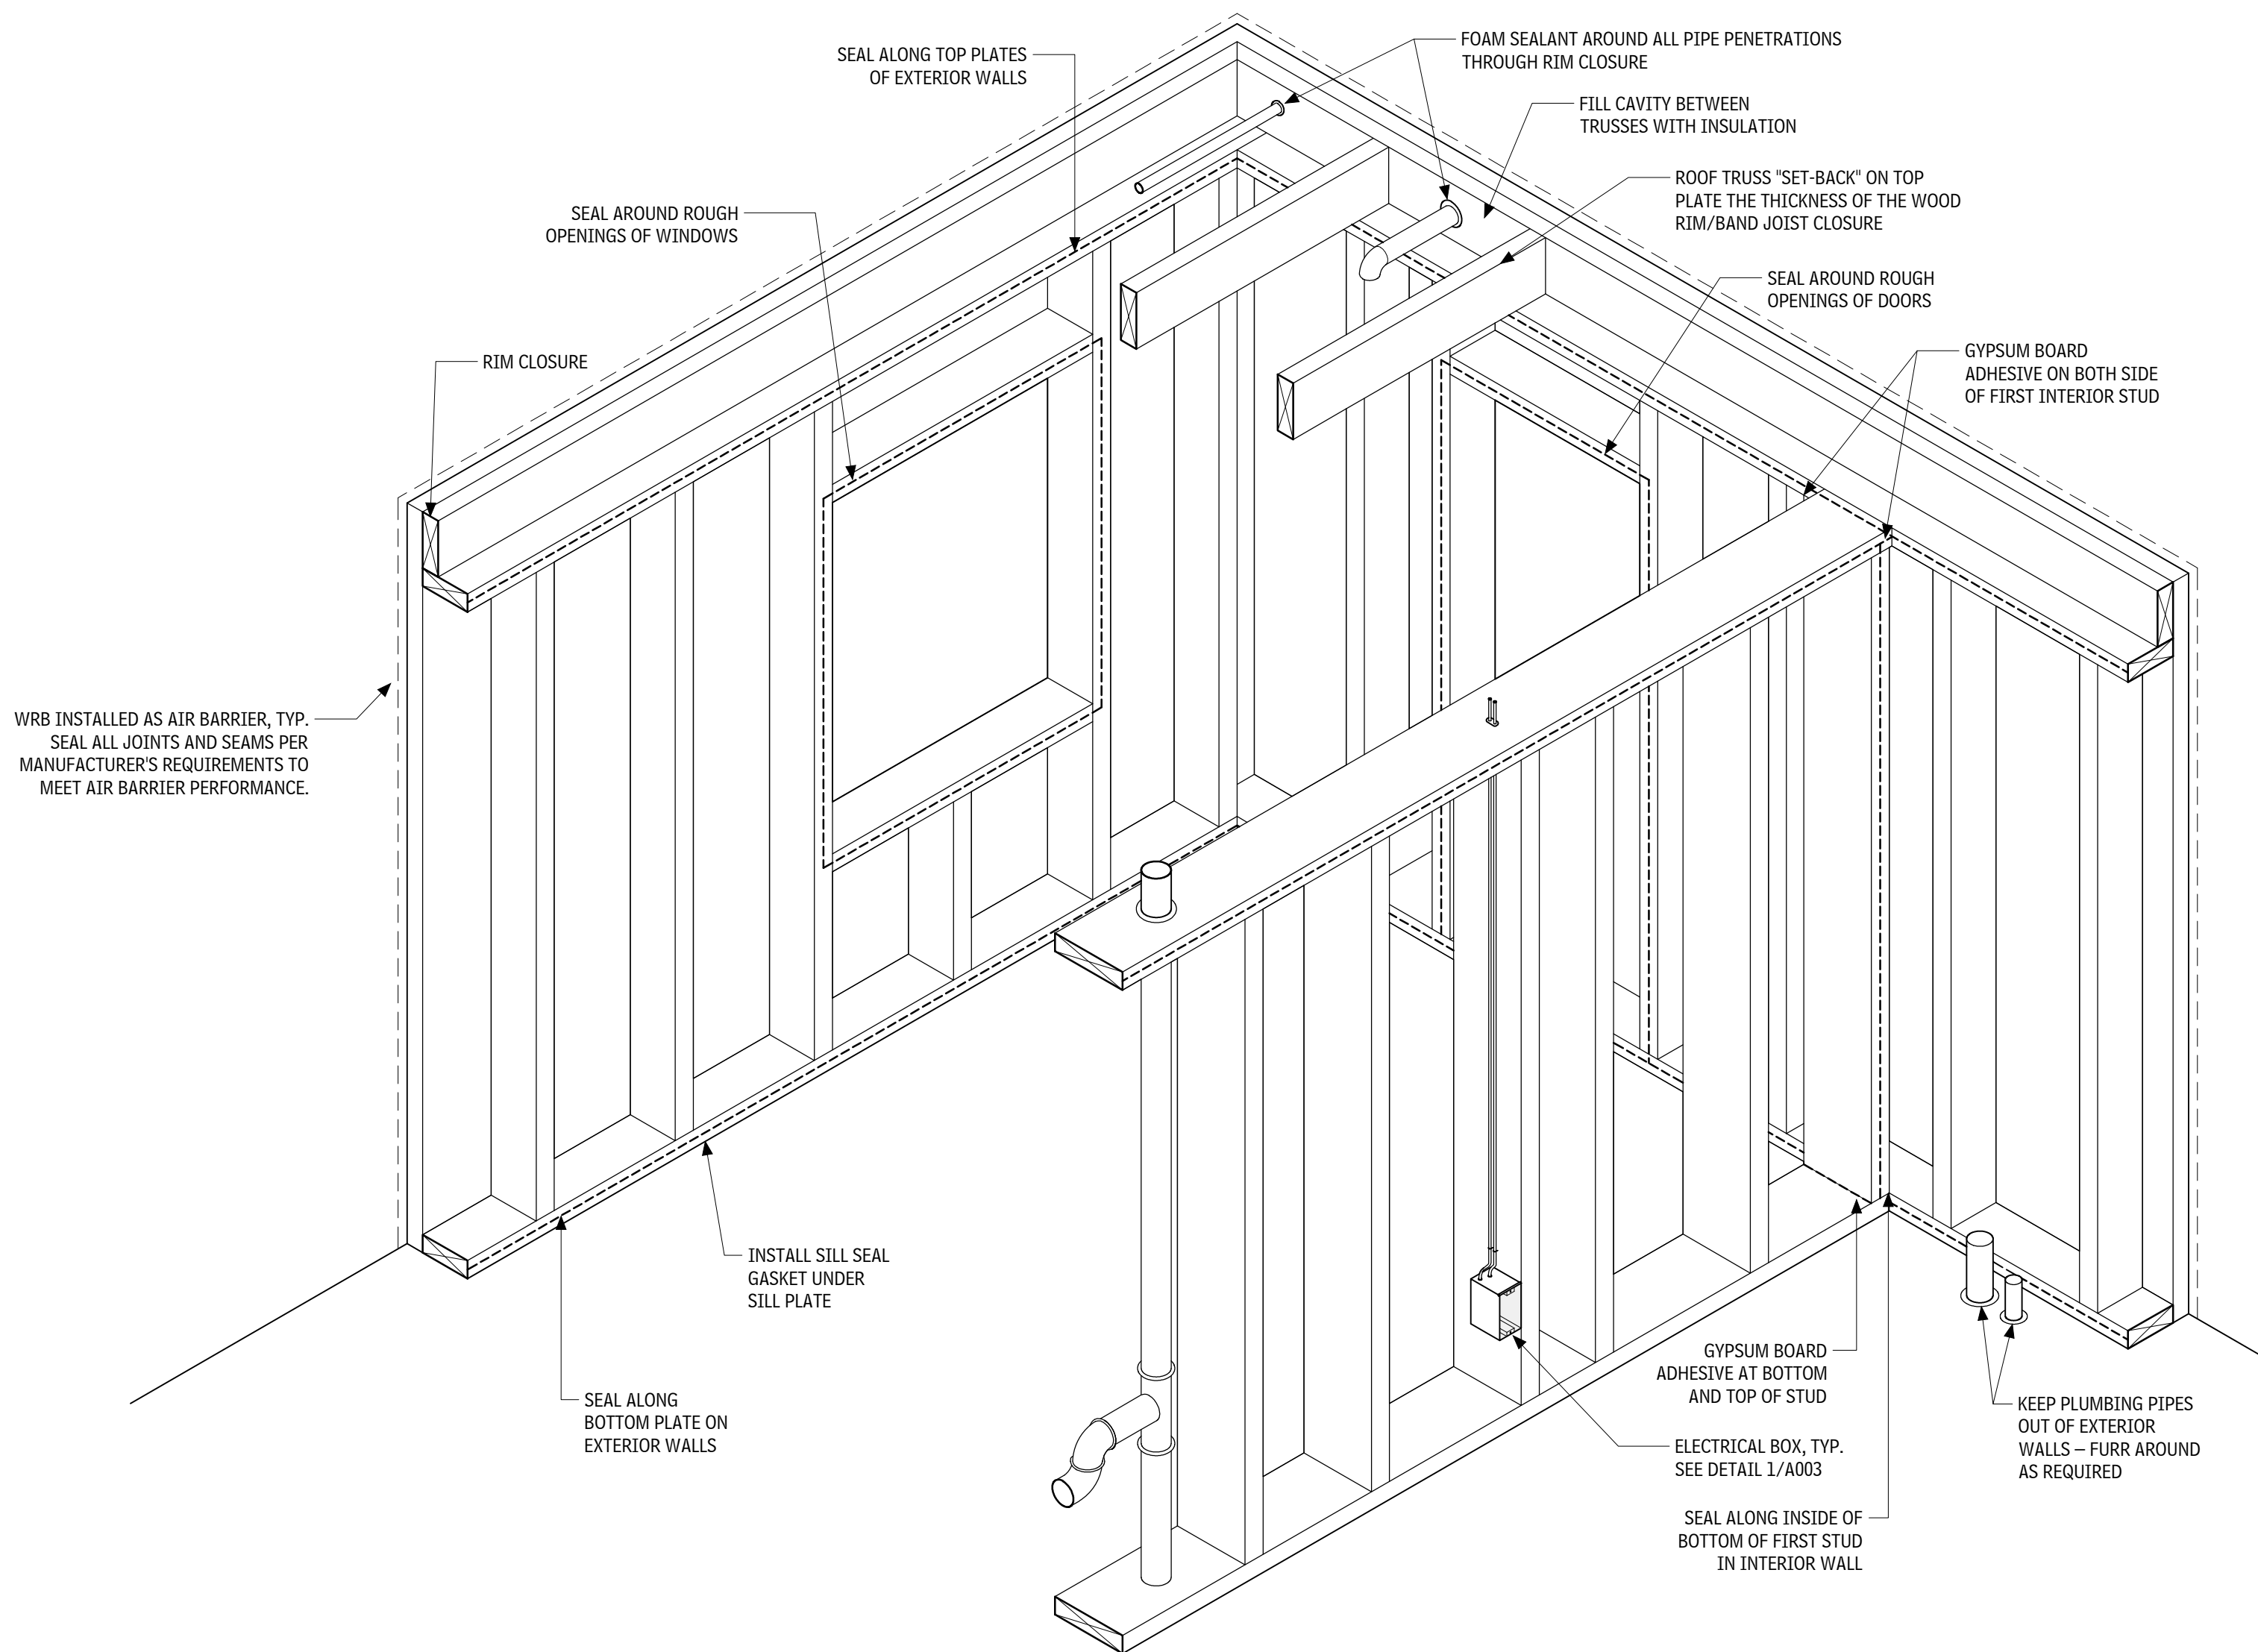 SEAL ALONG TOP PLATES
OF EXTERIOR WALLS
FOAM SEALANT AROUND ALL PIPE PENETRATIONS
THROUGH RIM CLOSURE
FILL CAVITY BETWEEN
TRUSSES WITH INSULATION
ROOF TRUSS "SET-BACK" ON TOP
PLATE THE THICKNESS OF THE WOOD
RIM/BAND JOIST CLOSURE
SEAL AROUND ROUGH
OPENINGS OF WINDOWS
SEAL AROUND ROUGH
OPENINGS OF DOORS
RIM CLOSURE
GYPSUM BOARD
ADHESIVE ON BOTH SIDE
OF FIRST INTERIOR STUD
WRB INSTALLED AS AIR BARRIER, TYP.
SEAL ALL JOINTS AND SEAMS PER
MANUFACTURER'S REQUIREMENTS TO
MEET AIR BARRIER PERFORMANCE.
INSTALL SILL SEAL
GASKET UNDER
SILL PLATE
SEAL ALONG
BOTTOM PLATE ON
EXTERIOR WALLS
GYPSUM BOARD
ADHESIVE AT BOTTOM
AND TOP OF STUD
KEEP PLUMBING PIPES
OUT OF EXTERIOR
WALLS – FURR AROUND
AS REQUIRED
ELECTRICAL BOX, TYP.
SEE DETAIL 1/A003
SEAL ALONG INSIDE OF
BOTTOM OF FIRST STUD
IN INTERIOR WALL